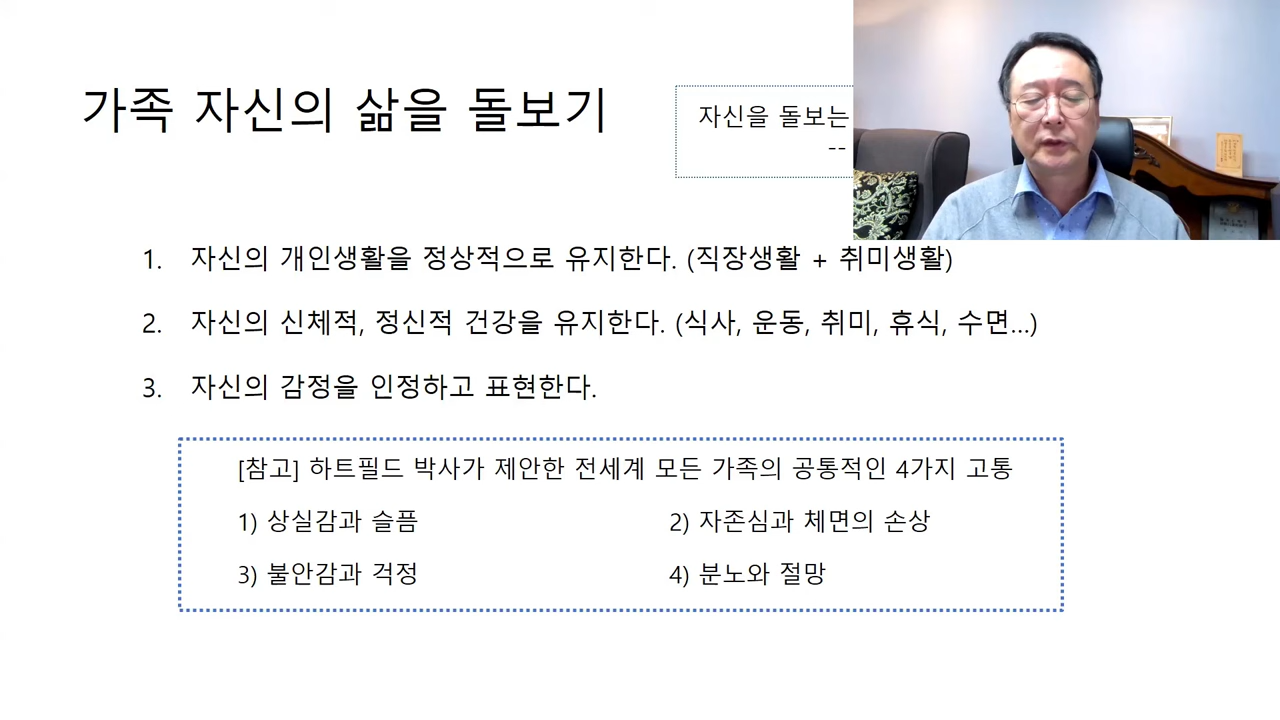 가족 자신의 삶을 돌보기
자신을 돌보는
--
1. 자신의 개인생활을 정상적으로 유지한다. (직장생활 + 취미생활)
2. 자신의 신체적, 정신적 건강을 유지한다. (식사, 운동, 취미, 휴식, 수면...)
3. 자신의 감정을 인정하고 표현한다.
[참고] 하트필드 박사가 제안한 전세계 모든 가족의 공통적인 4가지 고통
1) 상실감과 슬픔 2) 자존심과 체면의 손상
3) 불안감과 걱정 4) 분노와 절망